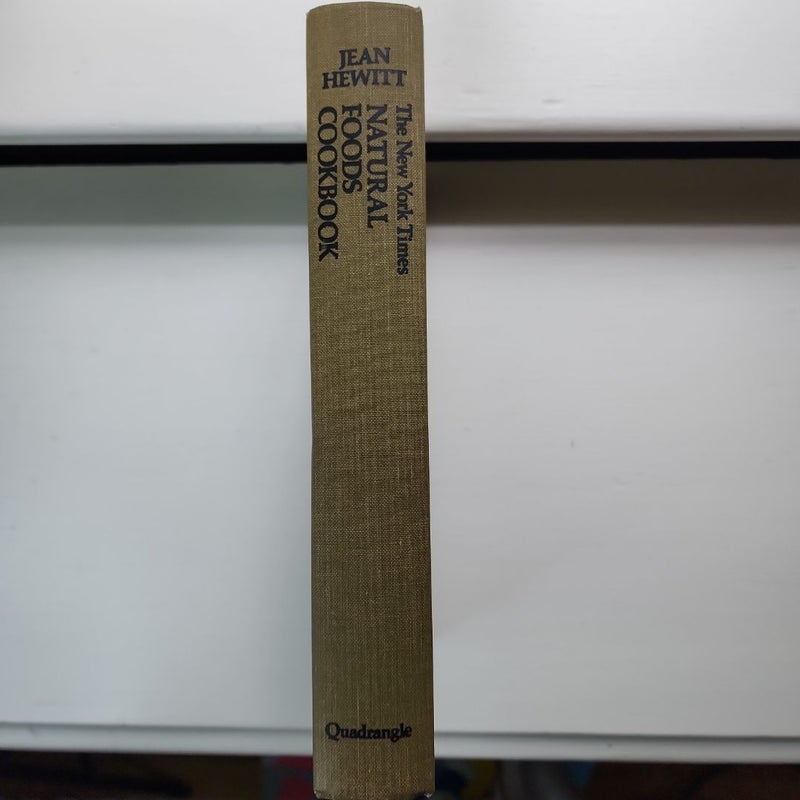 JEAN
HEWITT
The New York Times
NATURAL
FOODS
COOKBOOK
Quadrangle